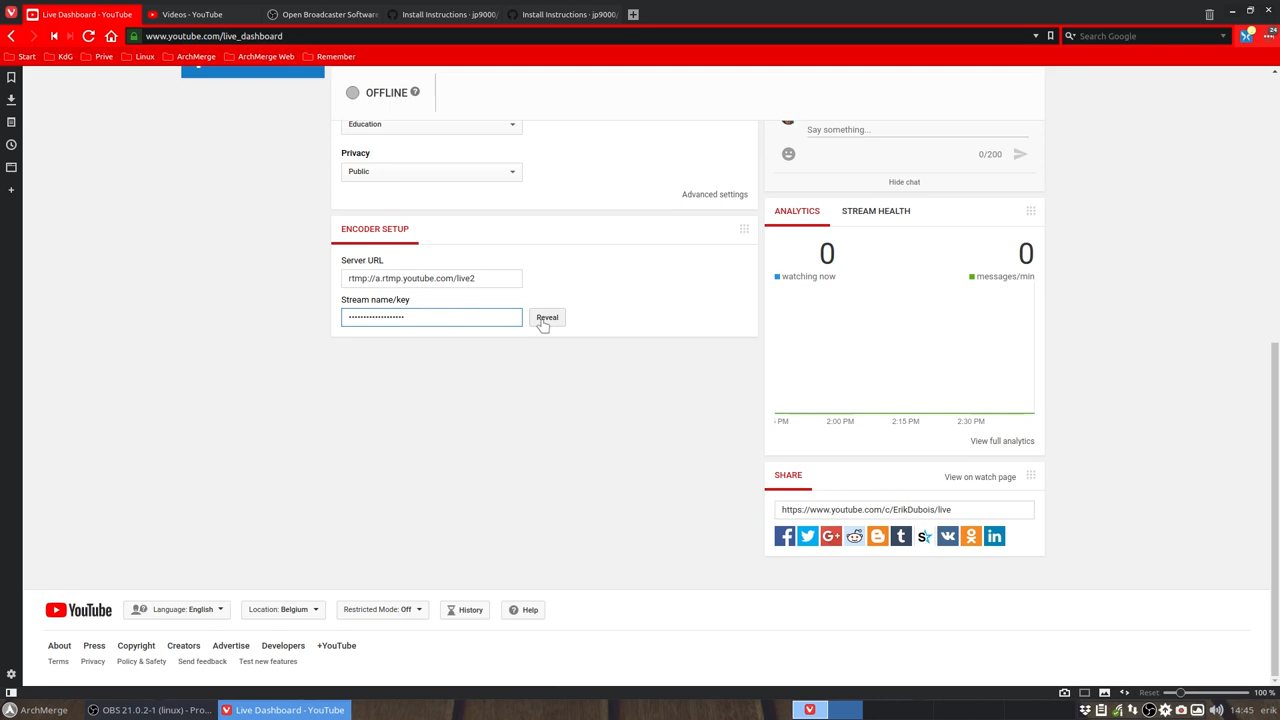 Live Dashboard - YouTube
Videos - YouTube
Open Broadcaster Software
Install Instructions · jp9000/
Install Instructions · jp9000/
www.youtube.com/live_dashboard
Search Google
24
Start
KdG
Prive
Linux
ArchMerge
ArchMerge Web
Remember
OFFLINE ?
Education
Privacy
Public
Advanced settings
ENCODER SETUP
Server URL
rtmp://a.rtmp.youtube.com/live2
Stream name/key
•••••••••••••••••••
Reveal
Say something...
0/200
Hide chat
ANALYTICS
STREAM HEALTH
0
0
watching now
messages/min
PM
2:00 PM
2:15 PM
2:30 PM
View full analytics
SHARE
View on watch page
https://www.youtube.com/c/ErikDubois/live
YouTube
Language: English
Location: Belgium
Restricted Mode: Off
History
Help
About
Press
Copyright
Creators
Advertise
Developers
+YouTube
Terms
Privacy
Policy & Safety
Send feedback
Test new features
Reset
100 %
ArchMerge
OBS 21.0.2-1 (linux) - Pro...
Live Dashboard - YouTube
14:45
erik